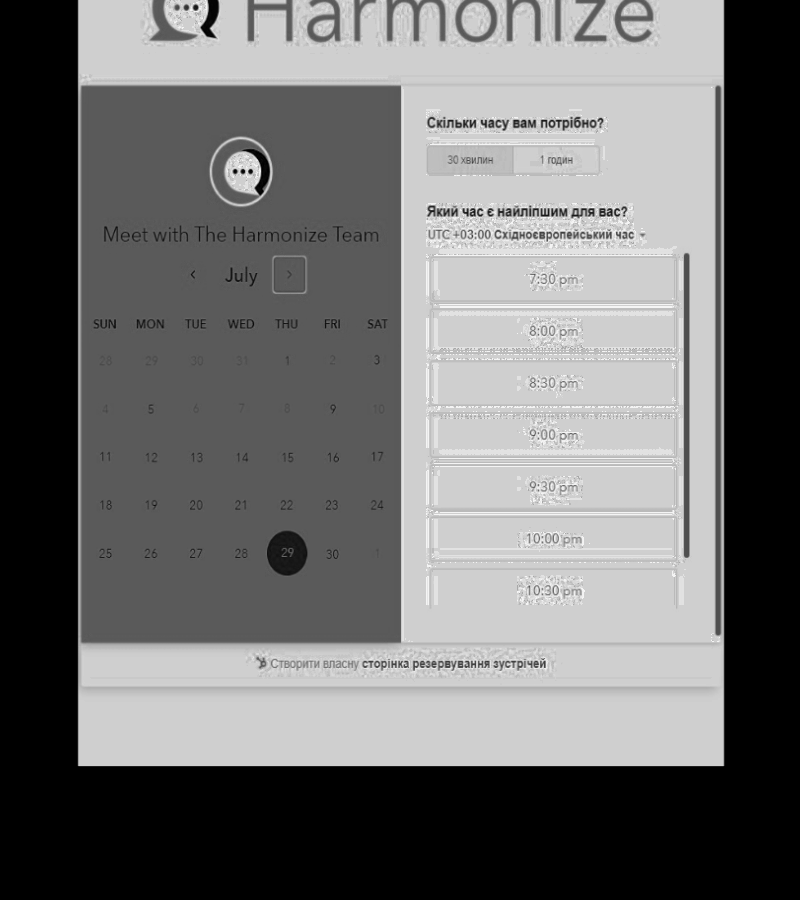 Harmonize
Meet with The Harmonize Team
July
SUN MON TUE WED THU FRI SAT
28 29 30 31 1 2 3
4 5 6 7 8 9 10
11 12 13 14 15 16 17
18 19 20 21 22 23 24
25 26 27 28 29 30 1
Скільки часу вам потрібно?
30 хвилин 1 годин
Який час є найліпшим для вас?
UTC +03:00 Східноєвропейський час
7:30 pm
8:00 pm
8:30 pm
9:00 pm
9:30 pm
10:00 pm
10:30 pm
Створити власну сторінка резервування зустрічей